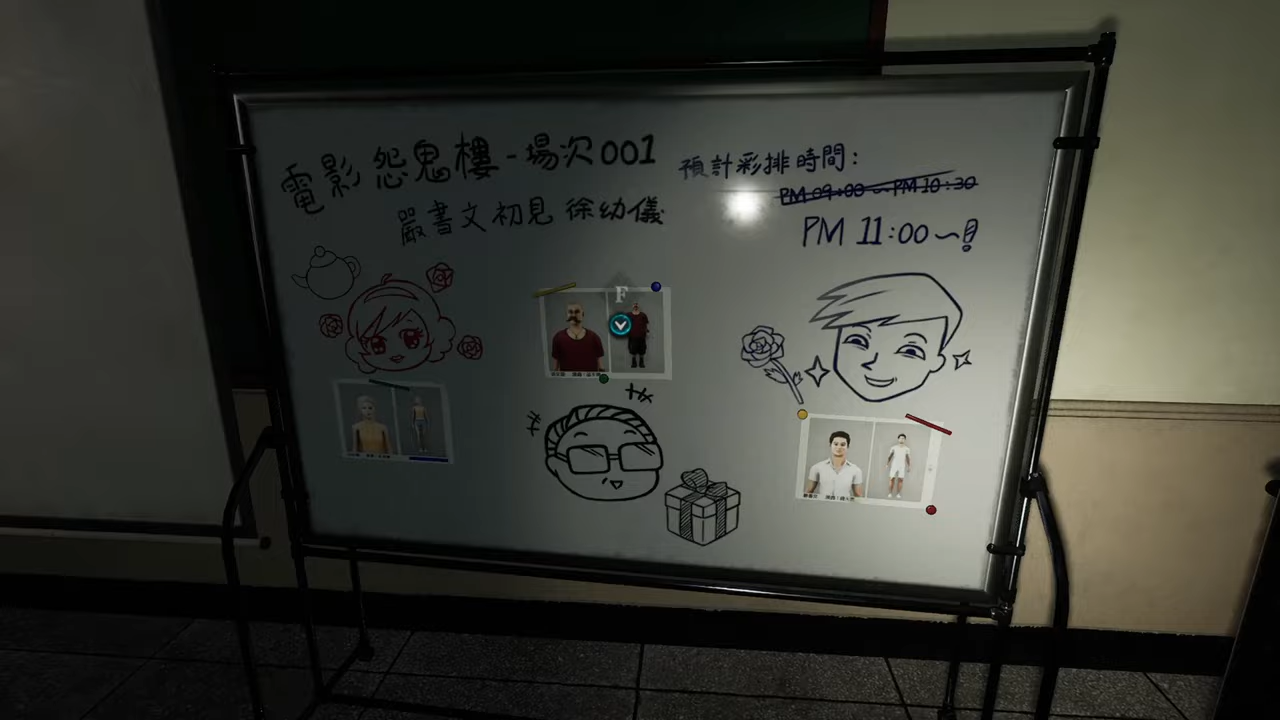 電影 怨鬼樓-場次001
嚴書文初見 徐幼儀
預計彩排時間:
PM 09:00~PM 10:30
PM 11:00~!
F